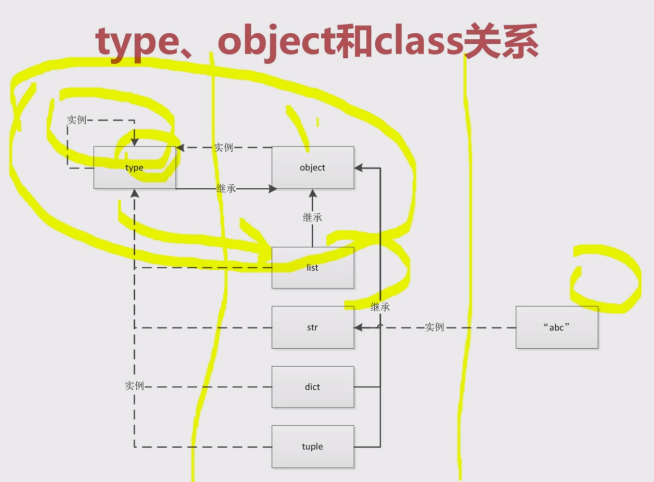 type、object和class关系
实例
实例
type
object
继承
继承
list
继承
str
实例
"abc"
实例
dict
tuple